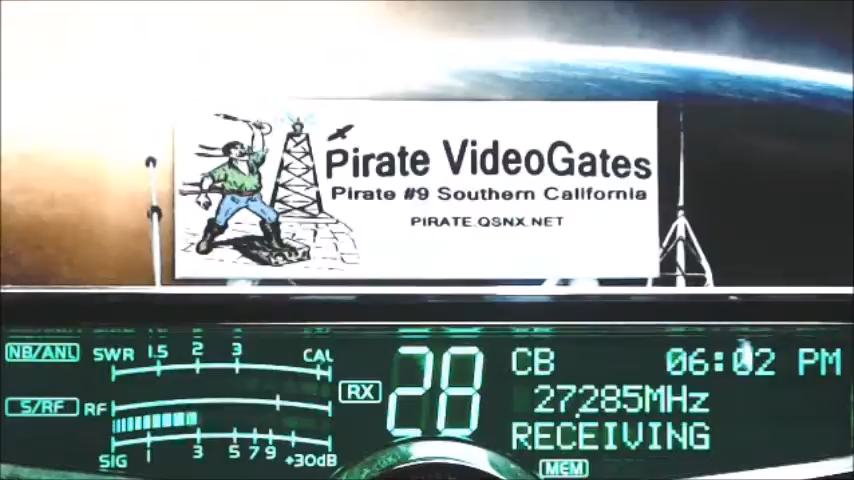 Pirate VideoGates
Pirate #9 Southern California
PIRATE.QSNX.NET
NB/ANL SWR 1.5 2 3 CAL
S/RF RF
SIG 1 3 5 7 9 +30dB
RX
28
CB 06:02 PM
27.285MHz
RECEIVING
MEM